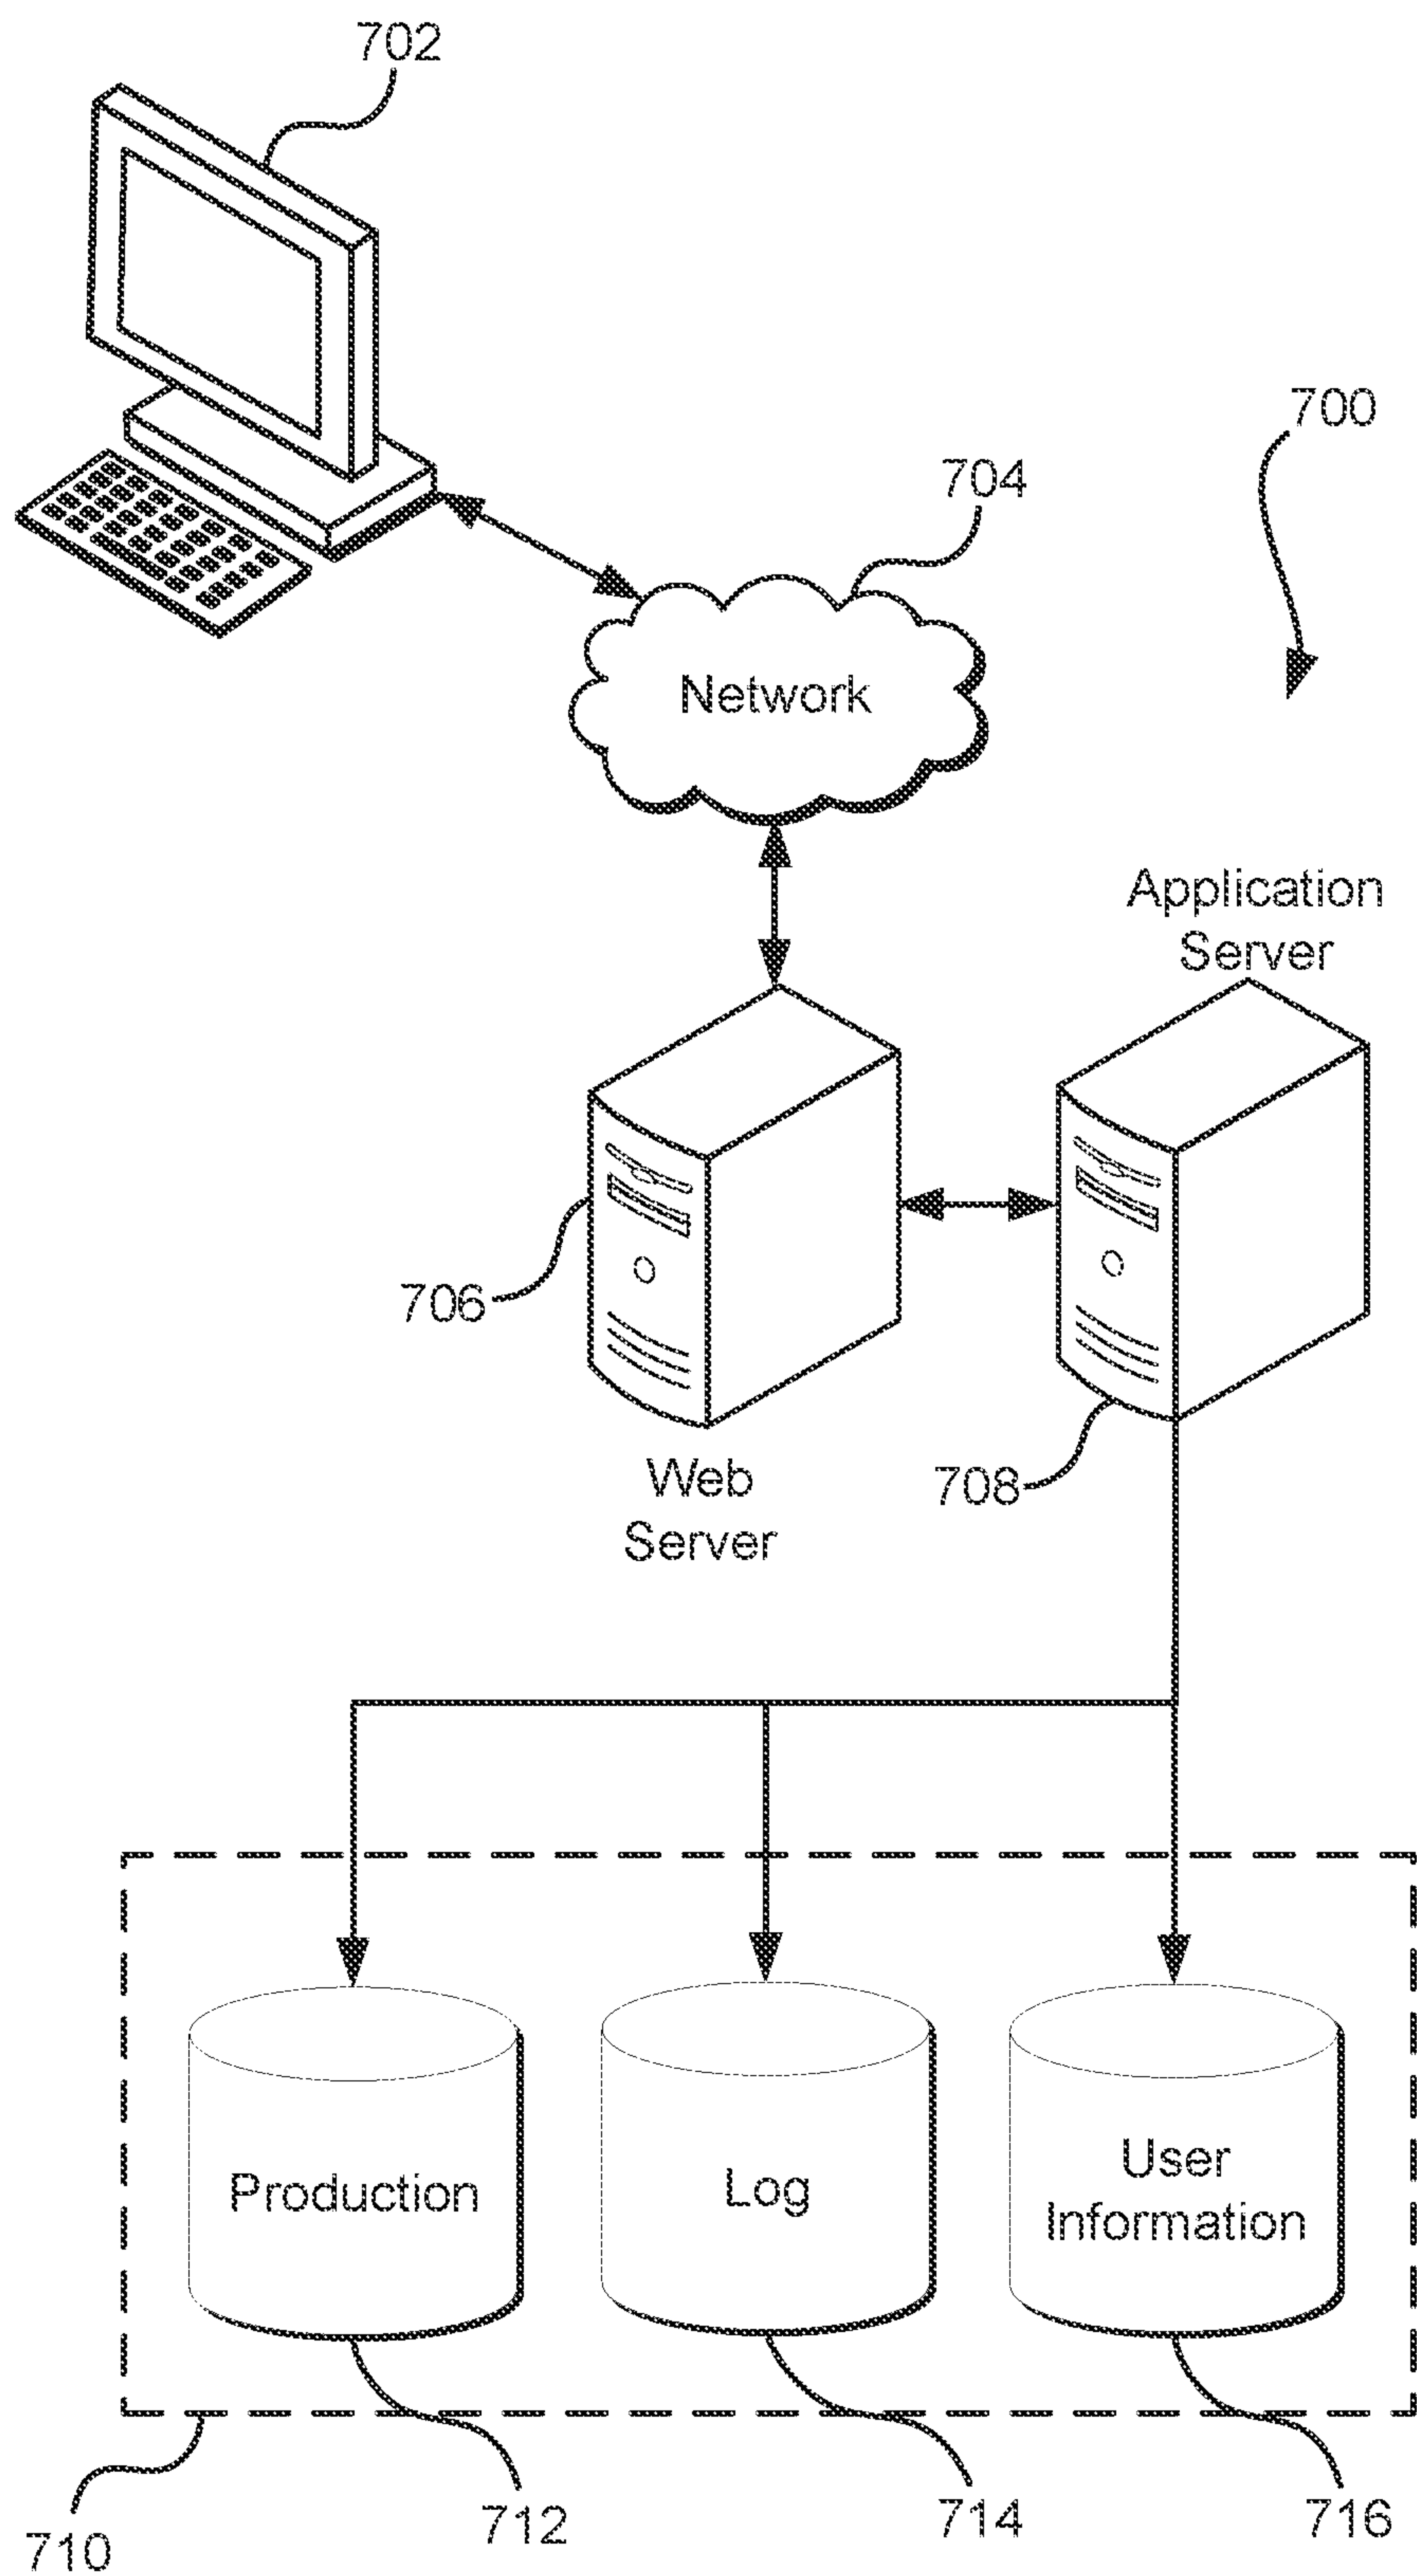 702
700
704
Network
Application
Server
706
708
Web
Server
Production
Log
User
Information
710
712
714
716